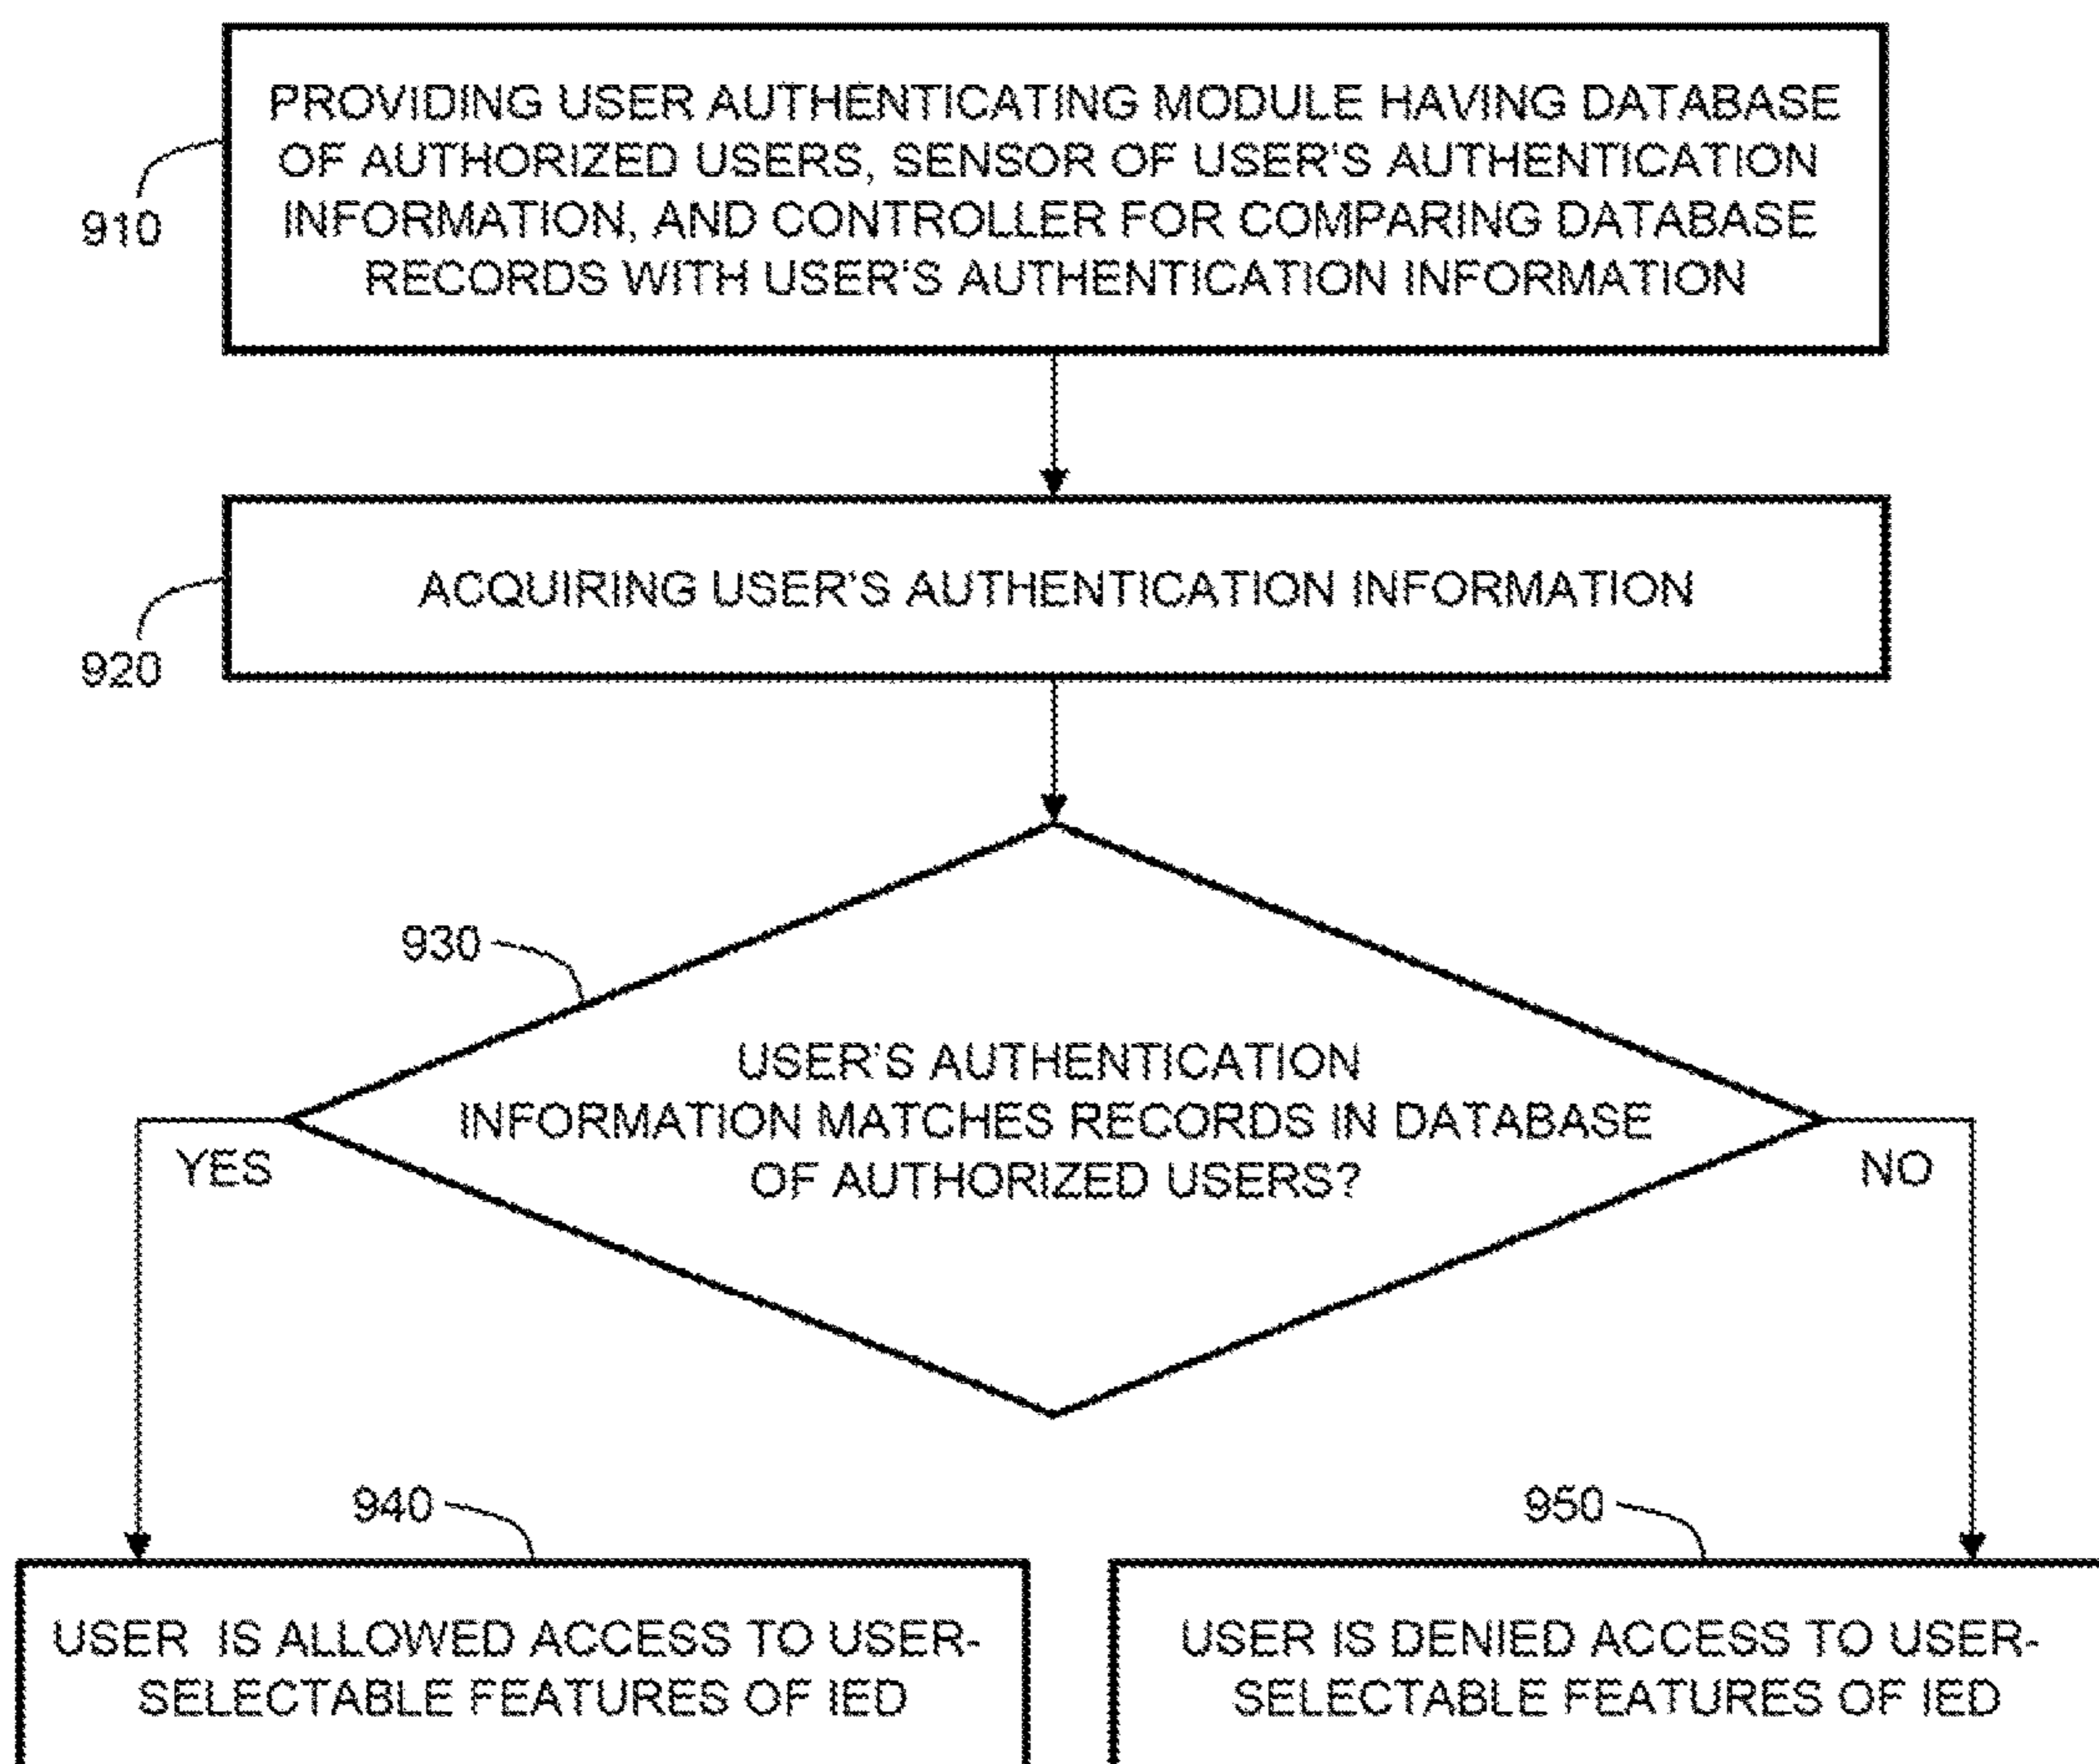 PROVIDING USER AUTHENTICATING MODULE HAVING DATABASE
OF AUTHORIZED USERS, SENSOR OF USER'S AUTHENTICATION
INFORMATION, AND CONTROLLER FOR COMPARING DATABASE
RECORDS WITH USER'S AUTHENTICATION INFORMATION
910
ACQUIRING USER'S AUTHENTICATION INFORMATION
920
930
USER'S AUTHENTICATION
INFORMATION MATCHES RECORDS IN DATABASE
OF AUTHORIZED USERS?
YES
NO
940
950
USER IS ALLOWED ACCESS TO USER-
SELECTABLE FEATURES OF IED
USER IS DENIED ACCESS TO USER-
SELECTABLE FEATURES OF IED